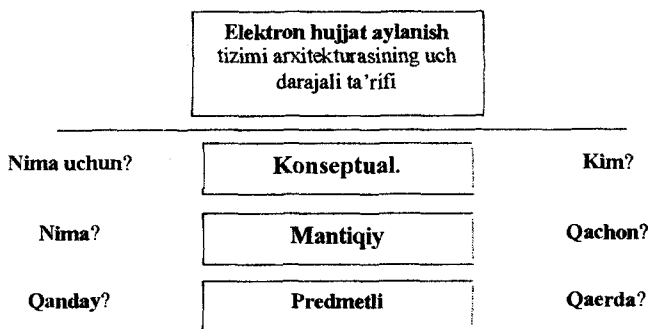 Elektron hujjat aylanish
tizimi arxitekturasining uch
darajali ta'rifi
Nima uchun? Konseptual. Kim?
Nima? Mantiqiy Qachon?
Qanday? Predmetli Qaerda?